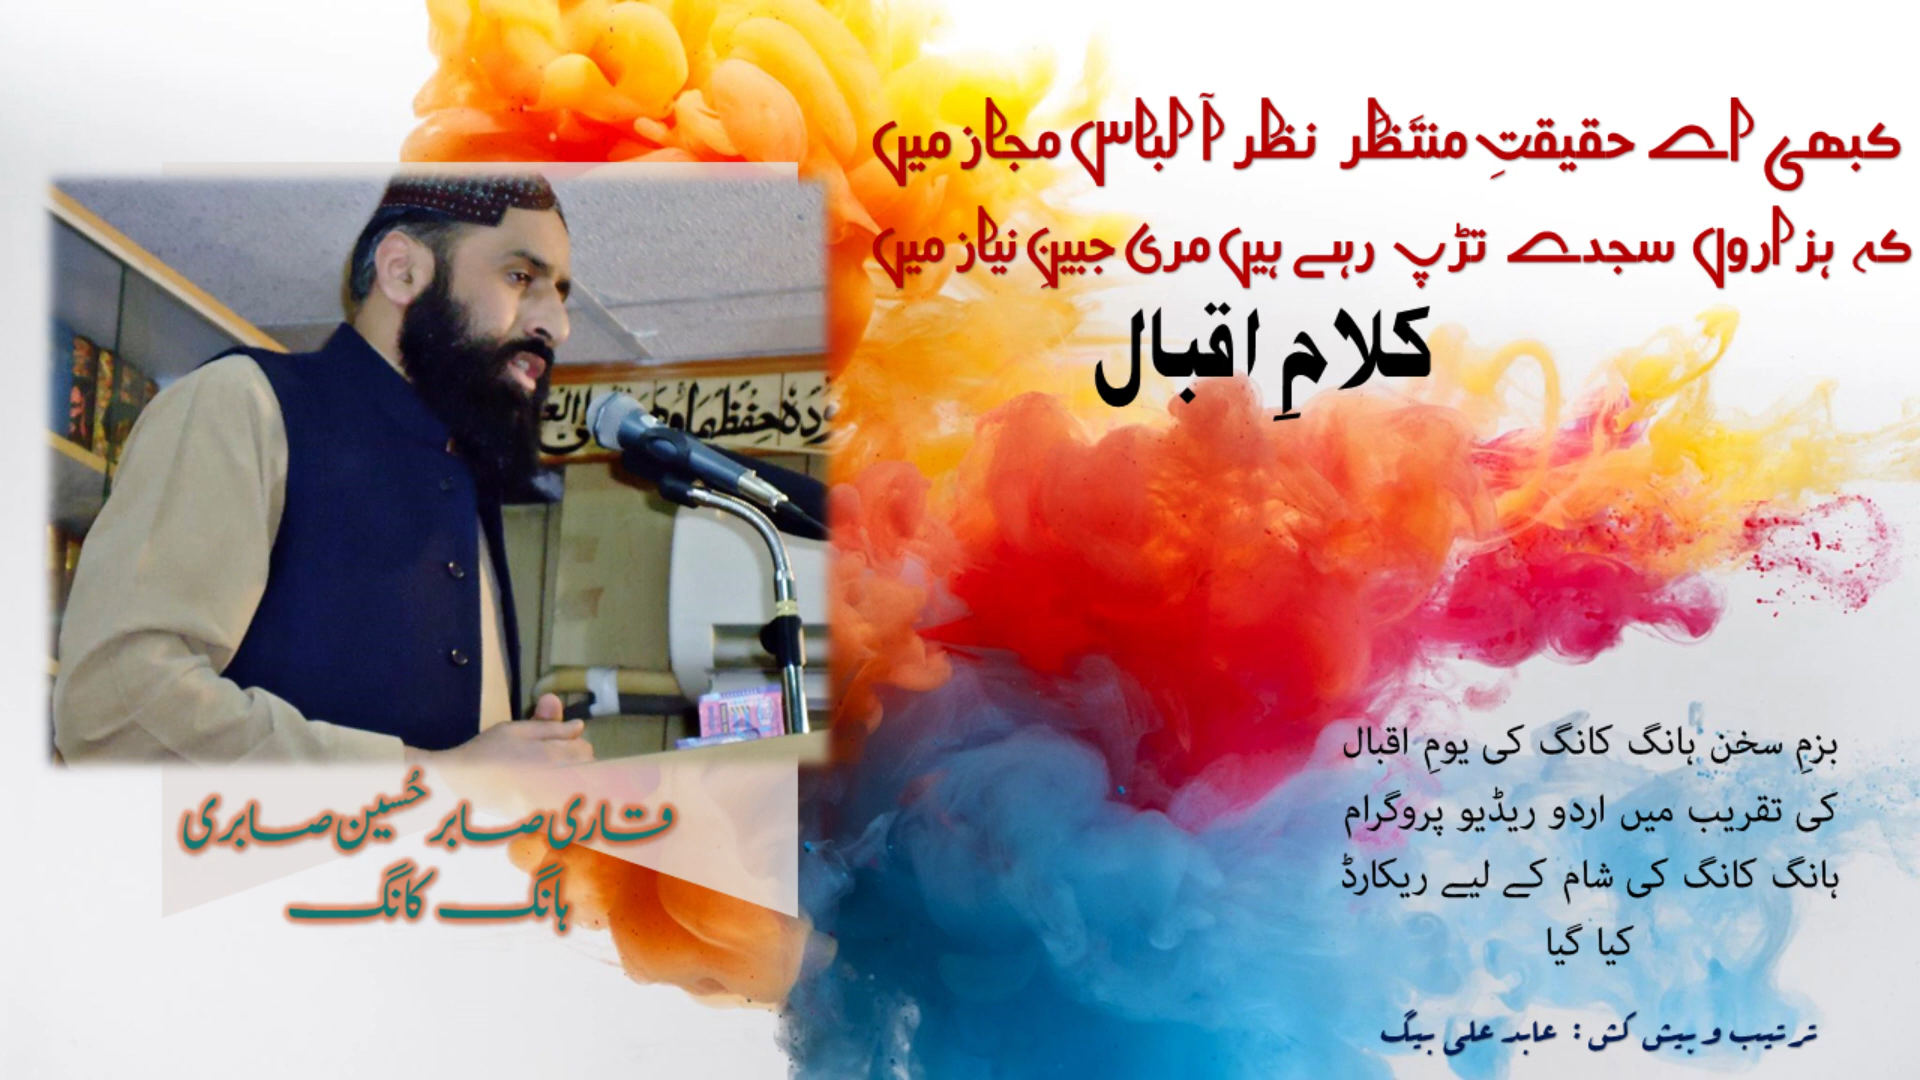 کبھی اے حقیقتِ منتَظر نظر آ لباسِ مجاز میں
کہ ہزاروں سجدے تڑپ رہے ہیں مری جبینِ نیاز میں
کلامِ اقبال
قاری صابر حُسین صابری
ہانگ کانگ
بزمِ سخن ہانگ کانگ کی یومِ اقبال
کی تقریب میں اردو ریڈیو پروگرام
ہانگ کانگ کی شام کے لیے ریکارڈ
کیا گیا
ترتیب و پیش کش : عابد علی بیگ